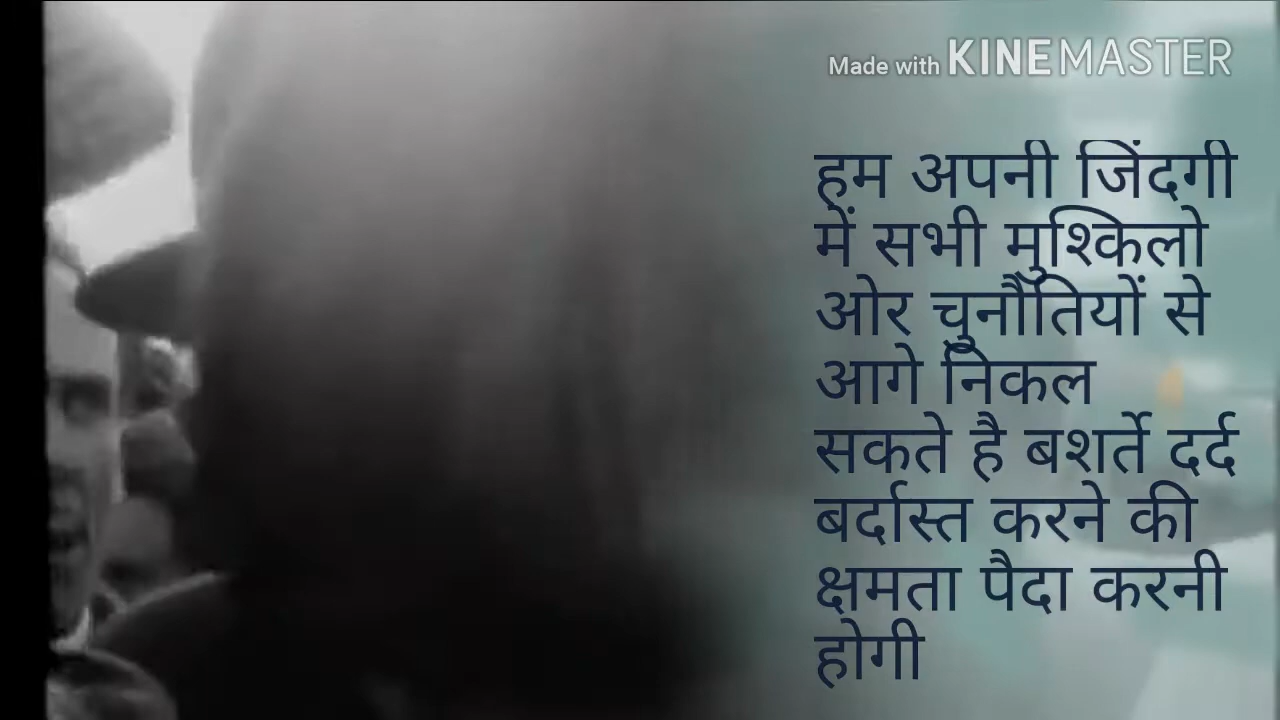 Made with KINEMASTER
हम अपनी जिंदगी
में सभी मुश्किलो
ओर चुनौतियों से
आगे निकल
सकते है बशर्ते दर्द
बर्दास्त करने की
क्षमता पैदा करनी
होगी